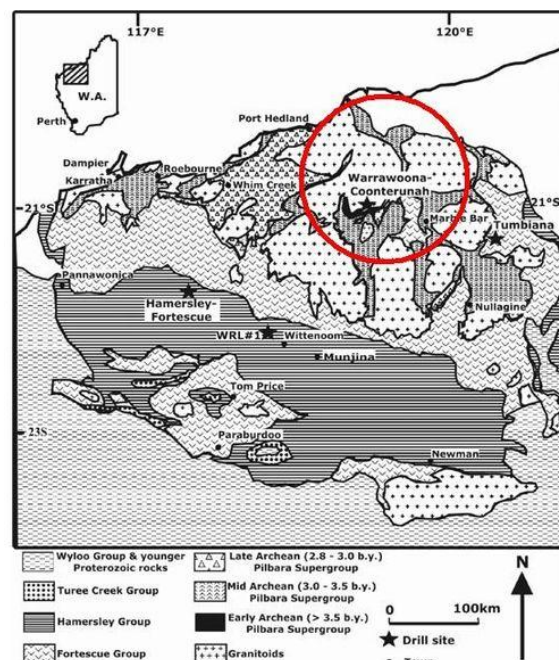 117°E
120°E
W.A.
Perth
Port Hedland
Dampier
Karratha
Roebourne
Whim Creek
Warrawoona-
Coonterunah
21°S
21°S
Marble Bar
Tumbiana
Pannawonica
Hamersley-
Fortescue
Nullagine
WRL#1
Wittenoom
Munjina
Tom Price
Paraburdoo
23S
Newman
Wyloo Group & younger
Proterozoic rocks
Turee Creek Group
Hamersley Group
Fortescue Group
Late Archean (2.8 - 3.0 b.y.)
Pilbara Supergroup
Mid Archean (3.0 - 3.5 b.y.)
Pilbara Supergroup
Early Archean (> 3.5 b.y.)
Pilbara Supergroup
Granitoids
N
0 100km
Drill site